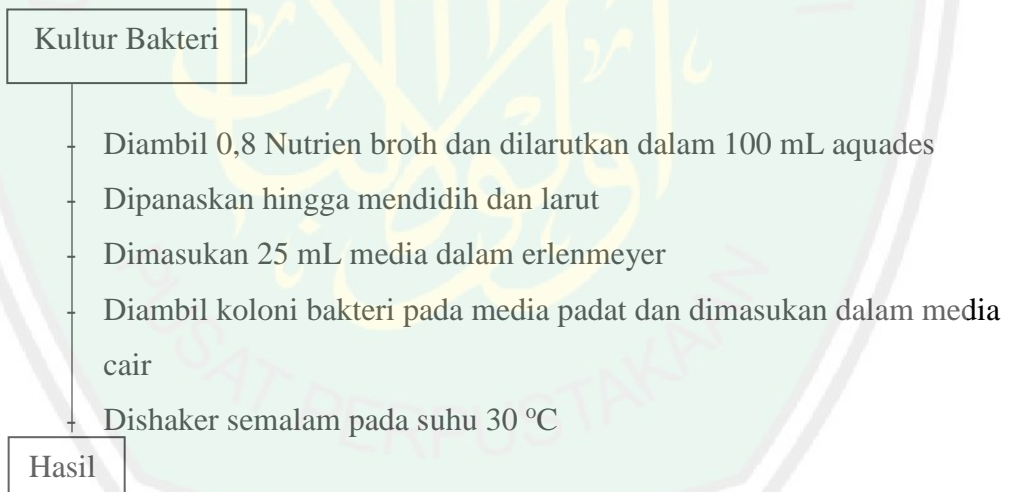 Kultur Bakteri
- Diambil 0,8 Nutrien broth dan dilarutkan dalam 100 mL aquades
- Dipanaskan hingga mendidih dan larut
- Dimasukan 25 mL media dalam erlenmeyer
- Diambil koloni bakteri pada media padat dan dimasukan dalam media
cair
- Dishaker semalam pada suhu 30 ºC
Hasil
PUSAT PERPUSTAKAAN